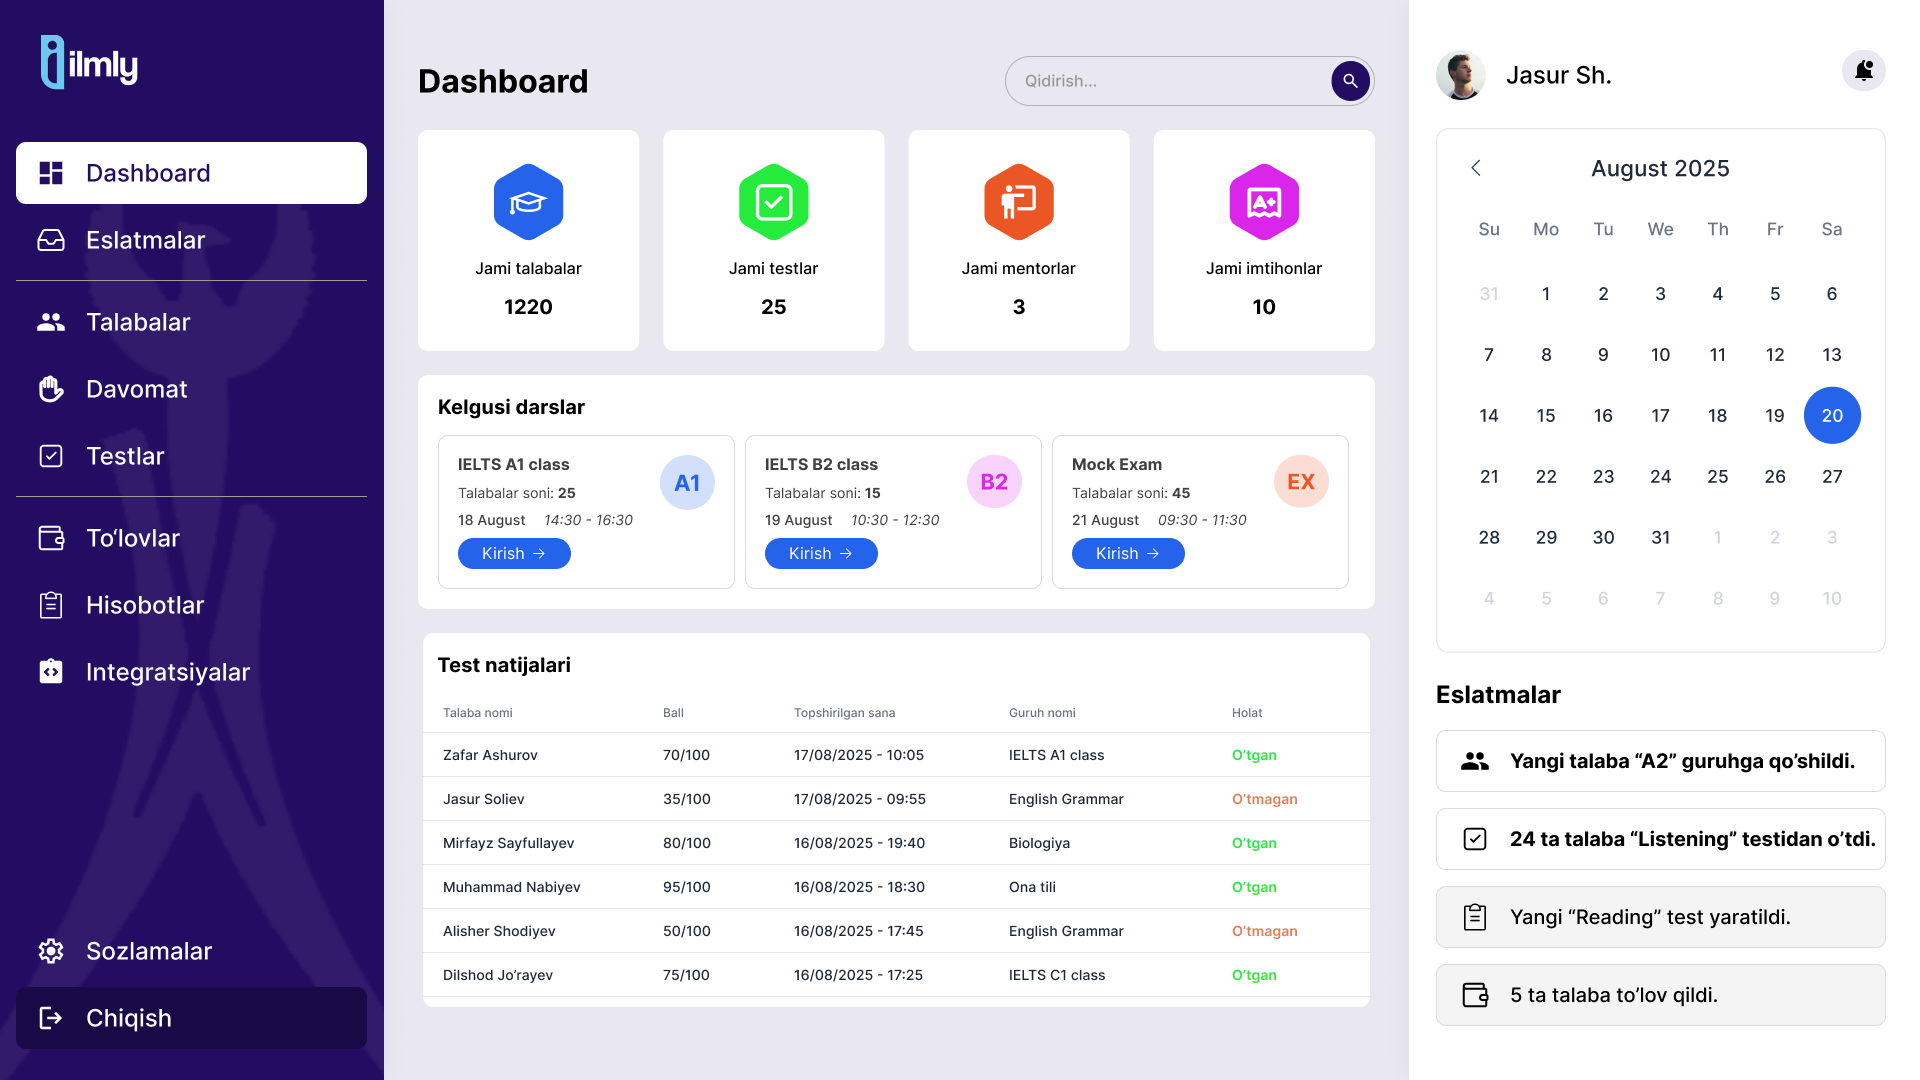 ilmly
Dashboard
Eslatmalar
Talabalar
Davomat
Testlar
To‘lovlar
Hisobotlar
Integratsiyalar
Sozlamalar
Chiqish
Dashboard
Qidirish...
Jami talabalar
1220
Jami testlar
25
Jami mentorlar
3
A+
Jami imtihonlar
10
Kelgusi darslar
IELTS A1 class
Talabalar soni: 25
18 August 14:30 - 16:30
A1
Kirish →
IELTS B2 class
Talabalar soni: 15
19 August 10:30 - 12:30
B2
Kirish →
Mock Exam
Talabalar soni: 45
21 August 09:30 - 11:30
EX
Kirish →
Test natijalari
Talaba nomi Ball Topshirilgan sana Guruh nomi Holat
Zafar Ashurov 70/100 17/08/2025 - 10:05 IELTS A1 class O’tgan
Jasur Soliev 35/100 17/08/2025 - 09:55 English Grammar O’tmagan
Mirfayz Sayfullayev 80/100 16/08/2025 - 19:40 Biologiya O’tgan
Muhammad Nabiyev 95/100 16/08/2025 - 18:30 Ona tili O’tgan
Alisher Shodiyev 50/100 16/08/2025 - 17:45 English Grammar O’tmagan
Dilshod Jo’rayev 75/100 16/08/2025 - 17:25 IELTS C1 class O’tgan
Jasur Sh.
August 2025
Su Mo Tu We Th Fr Sa
31 1 2 3 4 5 6
7 8 9 10 11 12 13
14 15 16 17 18 19 20
21 22 23 24 25 26 27
28 29 30 31 1 2 3
4 5 6 7 8 9 10
Eslatmalar
Yangi talaba “A2” guruhga qo’shildi.
24 ta talaba “Listening” testidan o’tdi.
Yangi “Reading” test yaratildi.
5 ta talaba to’lov qildi.